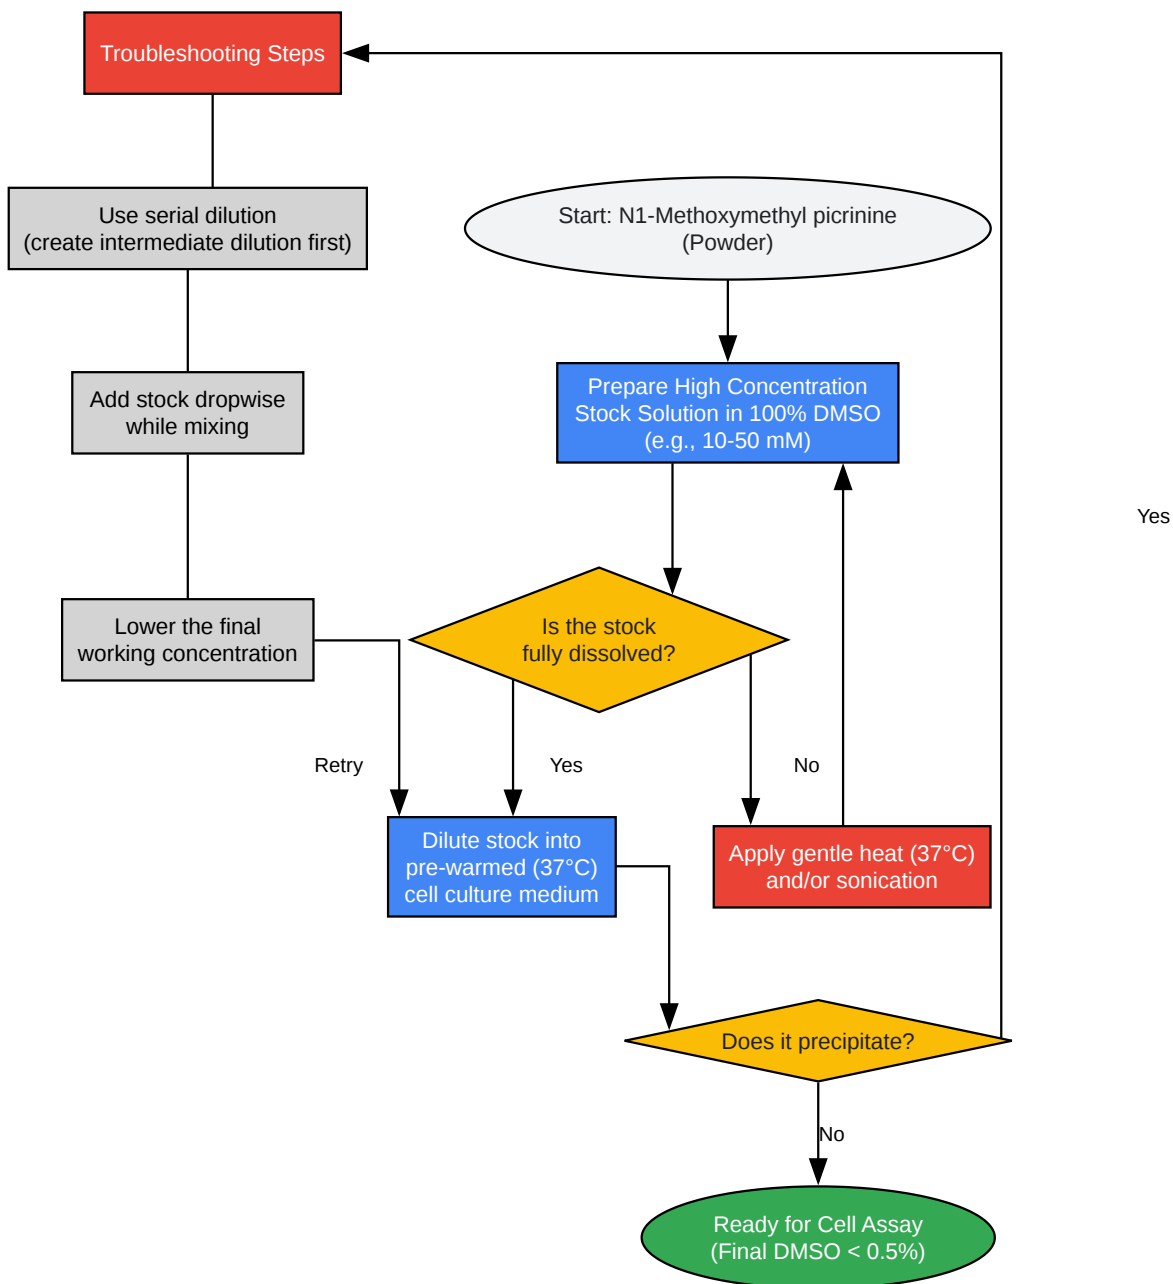 Troubleshooting Steps
Use serial dilution
(create intermediate dilution first)
Start: N1-Methoxymethyl picrinine
(Powder)
Add stock dropwise
while mixing
Prepare High Concentration
Stock Solution in 100% DMSO
(e.g., 10-50 mM)
Yes
Lower the final
working concentration
Is the stock
fully dissolved?
Retry
Yes
No
Dilute stock into
pre-warmed (37°C)
cell culture medium
Apply gentle heat (37°C)
and/or sonication
Does it precipitate?
No
Ready for Cell Assay
(Final DMSO < 0.5%)